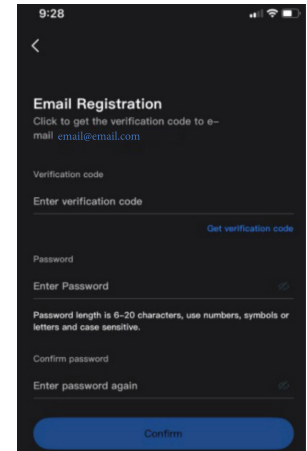 9:28
Email Registration
Click to get the verification code to e-
mail email@email.com
Verification code
Enter verification code
Get verification code
Password
Enter Password
Password length is 6-20 characters, use numbers, symbols or
letters and case sensitive.
Confirm password
Enter password again
Confirm